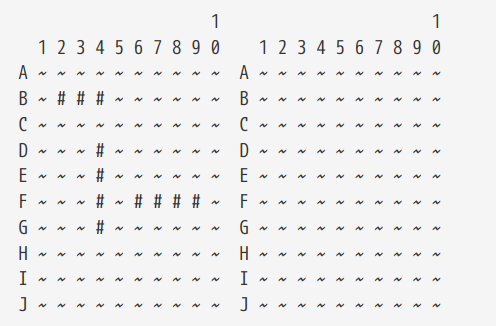 1                      1
  1 2 3 4 5 6 7 8 9 0    1 2 3 4 5 6 7 8 9 0
A ~ ~ ~ ~ ~ ~ ~ ~ ~ ~  A ~ ~ ~ ~ ~ ~ ~ ~ ~ ~
B ~ # # # ~ ~ ~ ~ ~ ~  B ~ ~ ~ ~ ~ ~ ~ ~ ~ ~
C ~ ~ ~ ~ ~ ~ ~ ~ ~ ~  C ~ ~ ~ ~ ~ ~ ~ ~ ~ ~
D ~ ~ ~ # ~ ~ ~ ~ ~ ~  D ~ ~ ~ ~ ~ ~ ~ ~ ~ ~
E ~ ~ ~ # ~ ~ ~ ~ ~ ~  E ~ ~ ~ ~ ~ ~ ~ ~ ~ ~
F ~ ~ ~ # ~ # # # # ~  F ~ ~ ~ ~ ~ ~ ~ ~ ~ ~
G ~ ~ ~ # ~ ~ ~ ~ ~ ~  G ~ ~ ~ ~ ~ ~ ~ ~ ~ ~
H ~ ~ ~ ~ ~ ~ ~ ~ ~ ~  H ~ ~ ~ ~ ~ ~ ~ ~ ~ ~
I ~ ~ ~ ~ ~ ~ ~ ~ ~ ~  I ~ ~ ~ ~ ~ ~ ~ ~ ~ ~
J ~ ~ ~ ~ ~ ~ ~ ~ ~ ~  J ~ ~ ~ ~ ~ ~ ~ ~ ~ ~